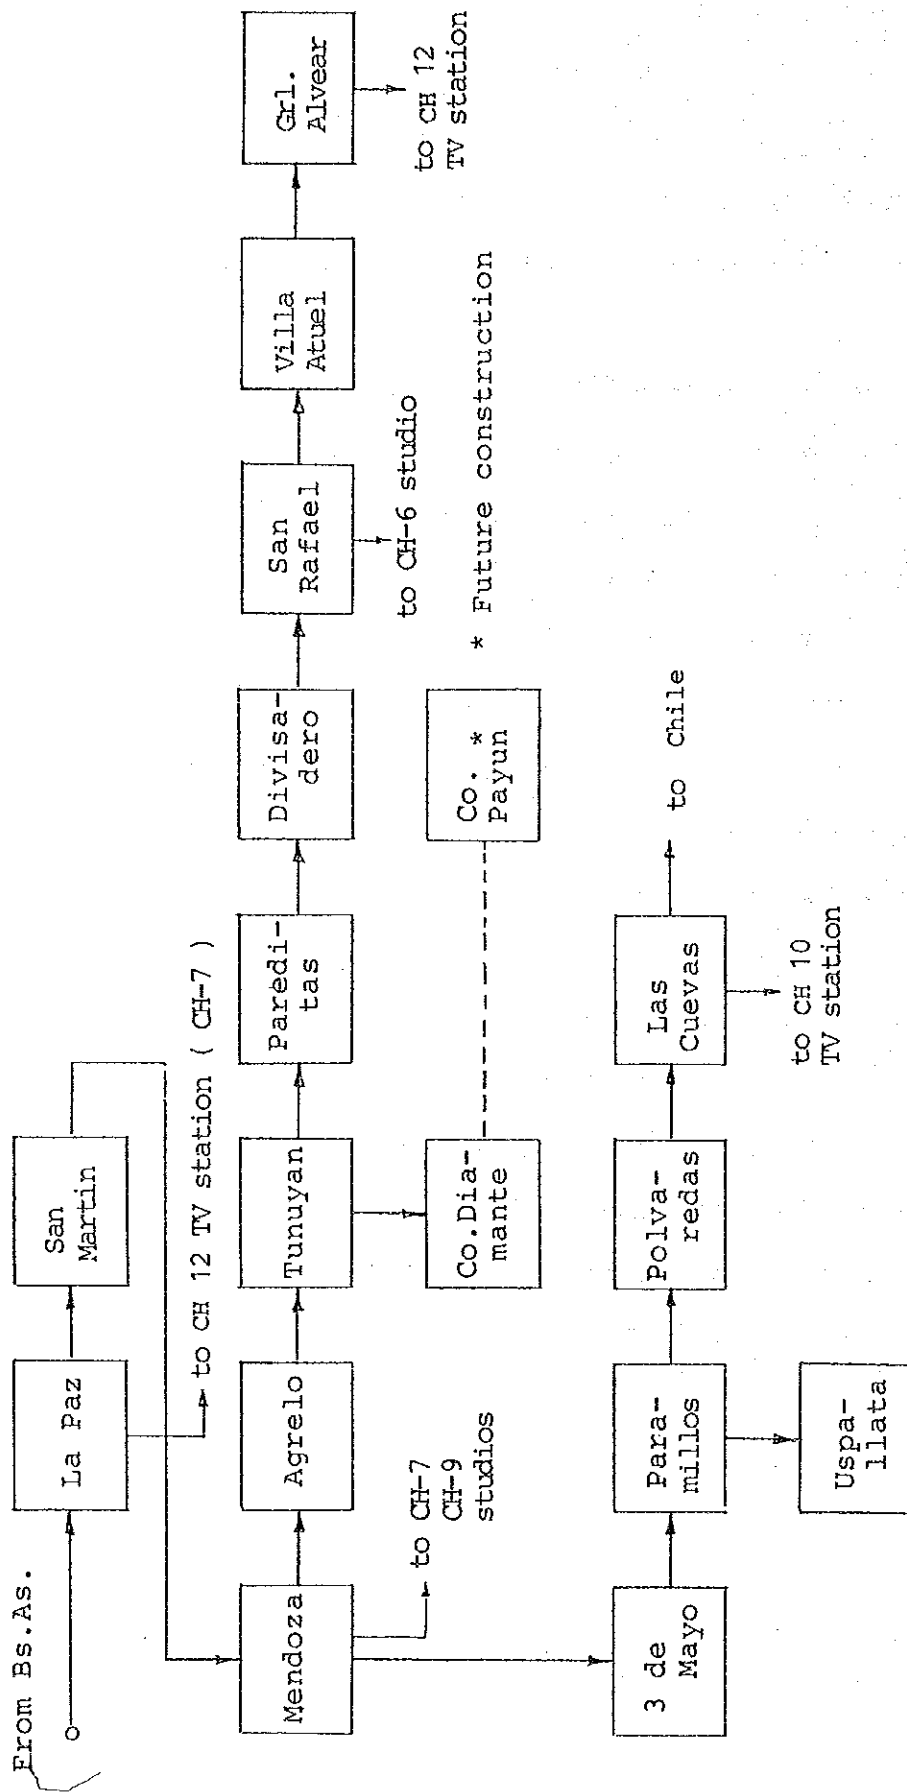 From Bs.As.
La Paz
San
Martin
to CH 12 TV station ( CH-7 )
Mendoza
Agrelo
Tunuyan
Paredi-
tas
Divisa-
dero
San
Rafael
Villa
Atuel
Grl.
Alvear
to CH-7
CH-9
studios
to CH-6 studio
to CH 12
TV station
Co.Dia-
mante
Co. *
Payun
* Future construction
3 de
Mayo
Para-
millos
Polva-
redas
Las
Cuevas
to Chile
Uspa-
llata
to CH 10
TV station